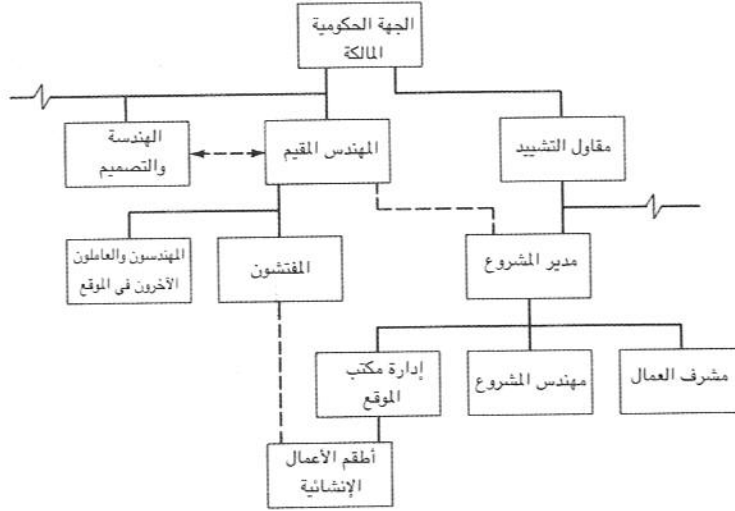 الجهة الحكومية
المالكة
مقاول التشييد
المهندس المقيم
الهندسة
والتصميم
مدير المشروع
المفتشون
المهندسون والعاملون
الآخرون في الموقع
مشرف العمال
مهندس المشروع
إدارة مكتب
الموقع
أطقم الأعمال
الإنشائية